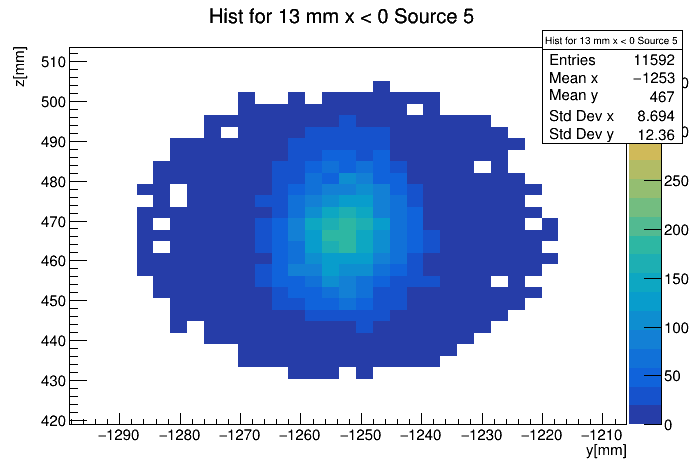 Hist for 13 mm x < 0 Source 5
z[mm]
Hist for 13 mm x < 0 Source 5
Entries 11592
Mean x −1253
Mean y 467
Std Dev x 8.694
Std Dev y 12.36
510
500
490
480
470
460
450
440
430
420
250
200
150
100
50
0
−1290 −1280 −1270 −1260 −1250 −1240 −1230 −1220 −1210
y[mm]